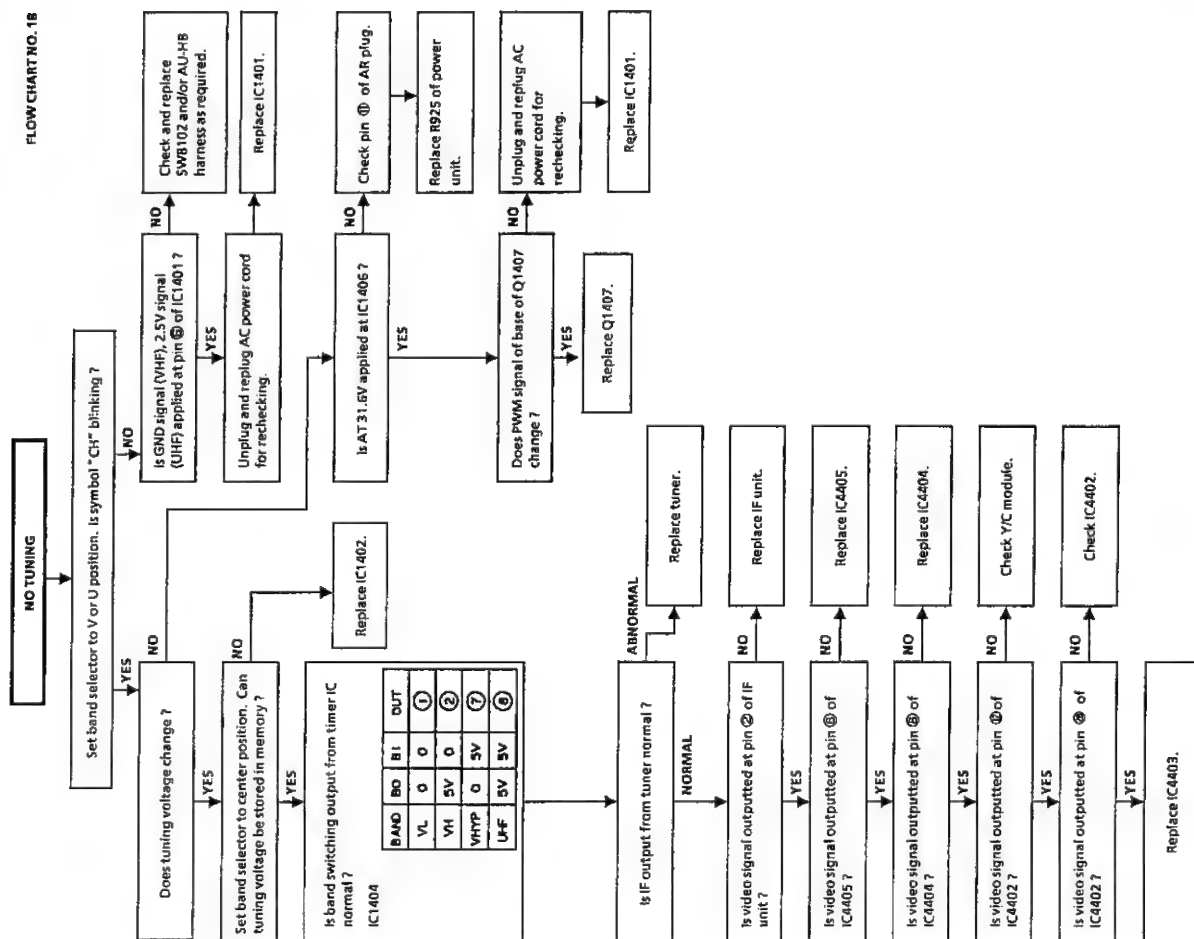 FLOW CHART NO. 1B
NO TUNING
Set band selector to V or U position. Is symbol "CH" blinking ?
YES
NO
Does tuning voltage change ?
NO
YES
Set band selector to center position. Can
tuning voltage be stored in memory ?
NO
YES
Replace IC1402.
Is band switching output from timer IC
normal ?
IC1404
BAND BO BI OUT
VL 0 0 ①
VH 5V 0 ②
VHYP 0 5V ⑦
UHF 5V 5V ⑧
Is GND signal (VHF), 2.5V signal
(UHF) applied at pin of IC1401 ?
NO
Check and replace
SW8102 and/or AU-HB
harness as required.
YES
Unplug and replug AC power cord
for rechecking.
Replace IC1401.
Is AT 31.6V applied at IC1406 ?
NO
Check pin ⑪ of AR plug.
Replace R925 of power
unit.
YES
Does PWM signal of base of Q1407
change ?
NO
Unplug and replug AC
power cord for
rechecking.
Replace IC1401.
YES
Replace Q1407.
Is IF output from tuner normal ?
ABNORMAL
Replace tuner.
NORMAL
Is video signal outputted at pin ② of IF
unit ?
NO
Replace IF unit.
YES
Is video signal outputted at pin of
IC4405 ?
NO
Replace IC4405.
YES
Is video signal outputted at pin of
IC4404 ?
NO
Replace IC4404.
YES
Is video signal outputted at pin of
IC4402 ?
NO
Check Y/C module.
YES
Is video signal outputted at pin of
IC4402 ?
NO
Check IC4402.
YES
Replace IC4403.